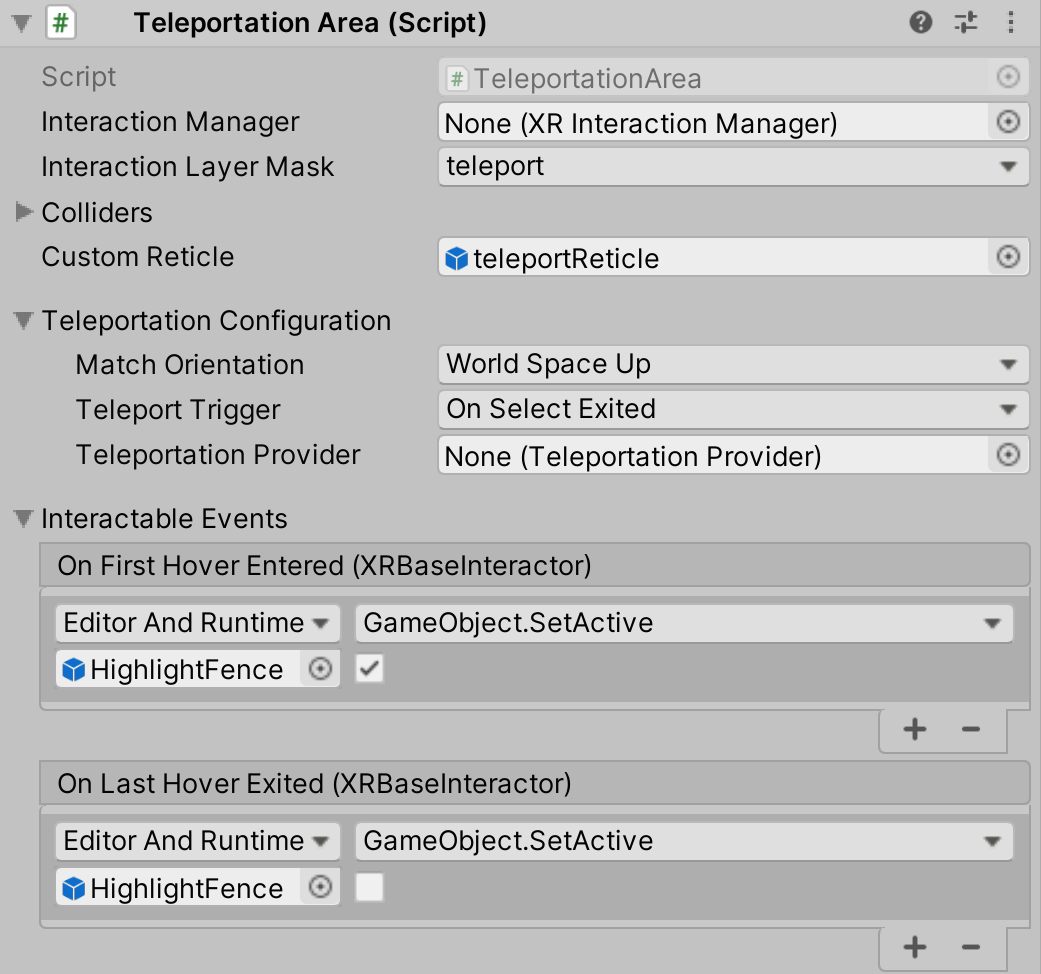 # Teleportation Area (Script)
Script # TeleportationArea
Interaction Manager None (XR Interaction Manager)
Interaction Layer Mask teleport
Colliders
Custom Reticle teleportReticle
Teleportation Configuration
Match Orientation World Space Up
Teleport Trigger On Select Exited
Teleportation Provider None (Teleportation Provider)
Interactable Events
On First Hover Entered (XRBaseInteractor)
Editor And Runtime GameObject.SetActive
HighlightFence
+ −
On Last Hover Exited (XRBaseInteractor)
Editor And Runtime GameObject.SetActive
HighlightFence
+ −